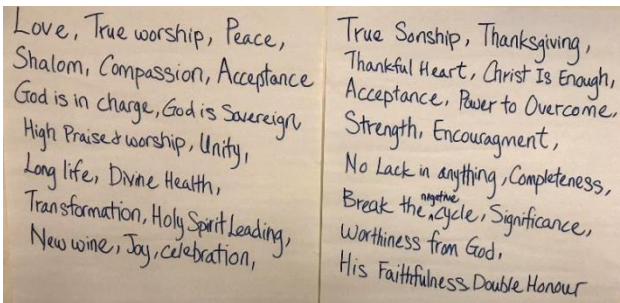 Love, True worship, Peace,
Shalom, Compassion, Acceptance
God is in charge, God is Sovereign
High Praise & worship, Unity,
Long life, Divine Health,
Transformation, Holy Spirit Leading,
New wine, Joy, celebration,
True Sonship, Thanksgiving,
Thankful Heart, Christ Is Enough,
Acceptance, Power to Overcome,
Strength, Encouragment,
No Lack in anything, Completeness,
Break the negetive cycle, Significance,
Worthiness from God,
His Faithfulness Double Honour